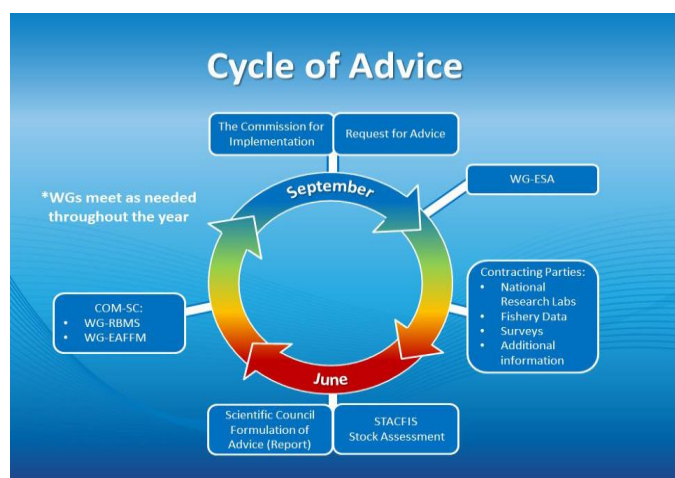 Cycle of Advice
The Commission for
Implementation
Request for Advice
September
*WGs meet as needed
throughout the year
WG-ESA
Contracting Parties:
• National
Research Labs
• Fishery Data
• Surveys
• Additional
information
COM-SC:
• WG-RBMS
• WG-EAFFM
June
Scientific Council
Formulation of
Advice (Report)
STACFIS
Stock Assessment